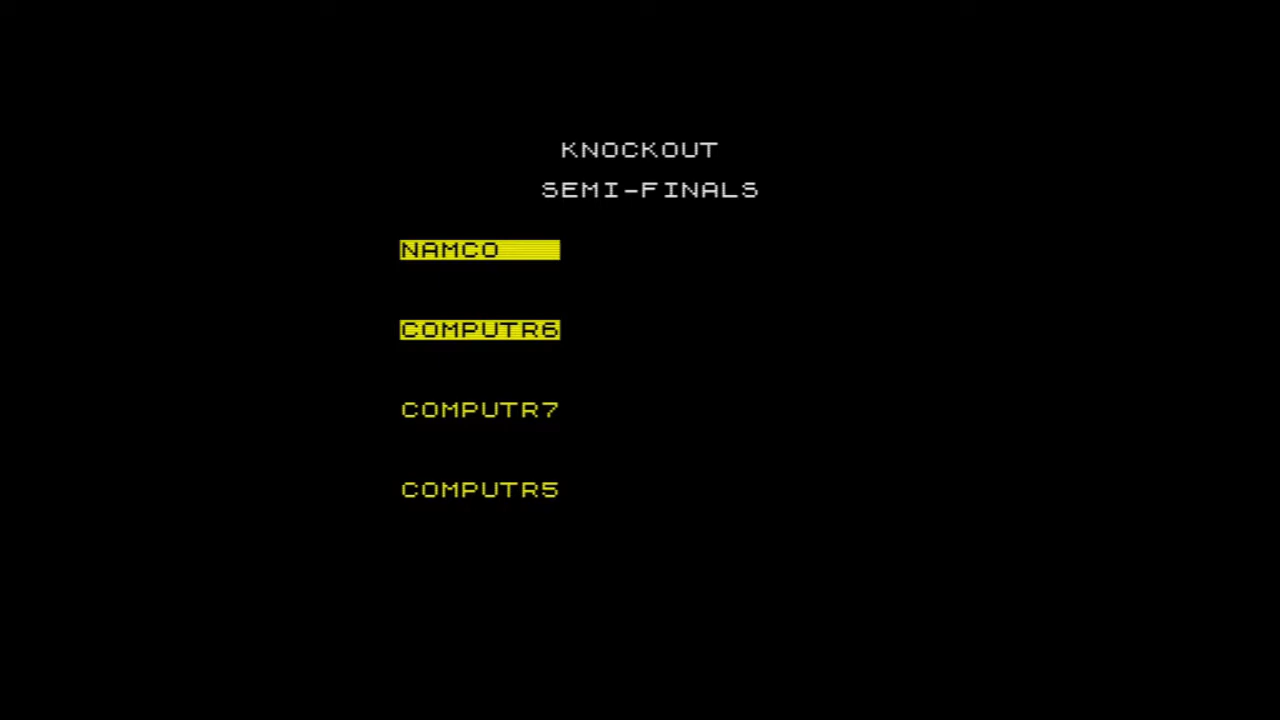 KNOCKOUT
SEMI-FINALS
NAMCO
COMPUTR6
COMPUTR7
COMPUTR5